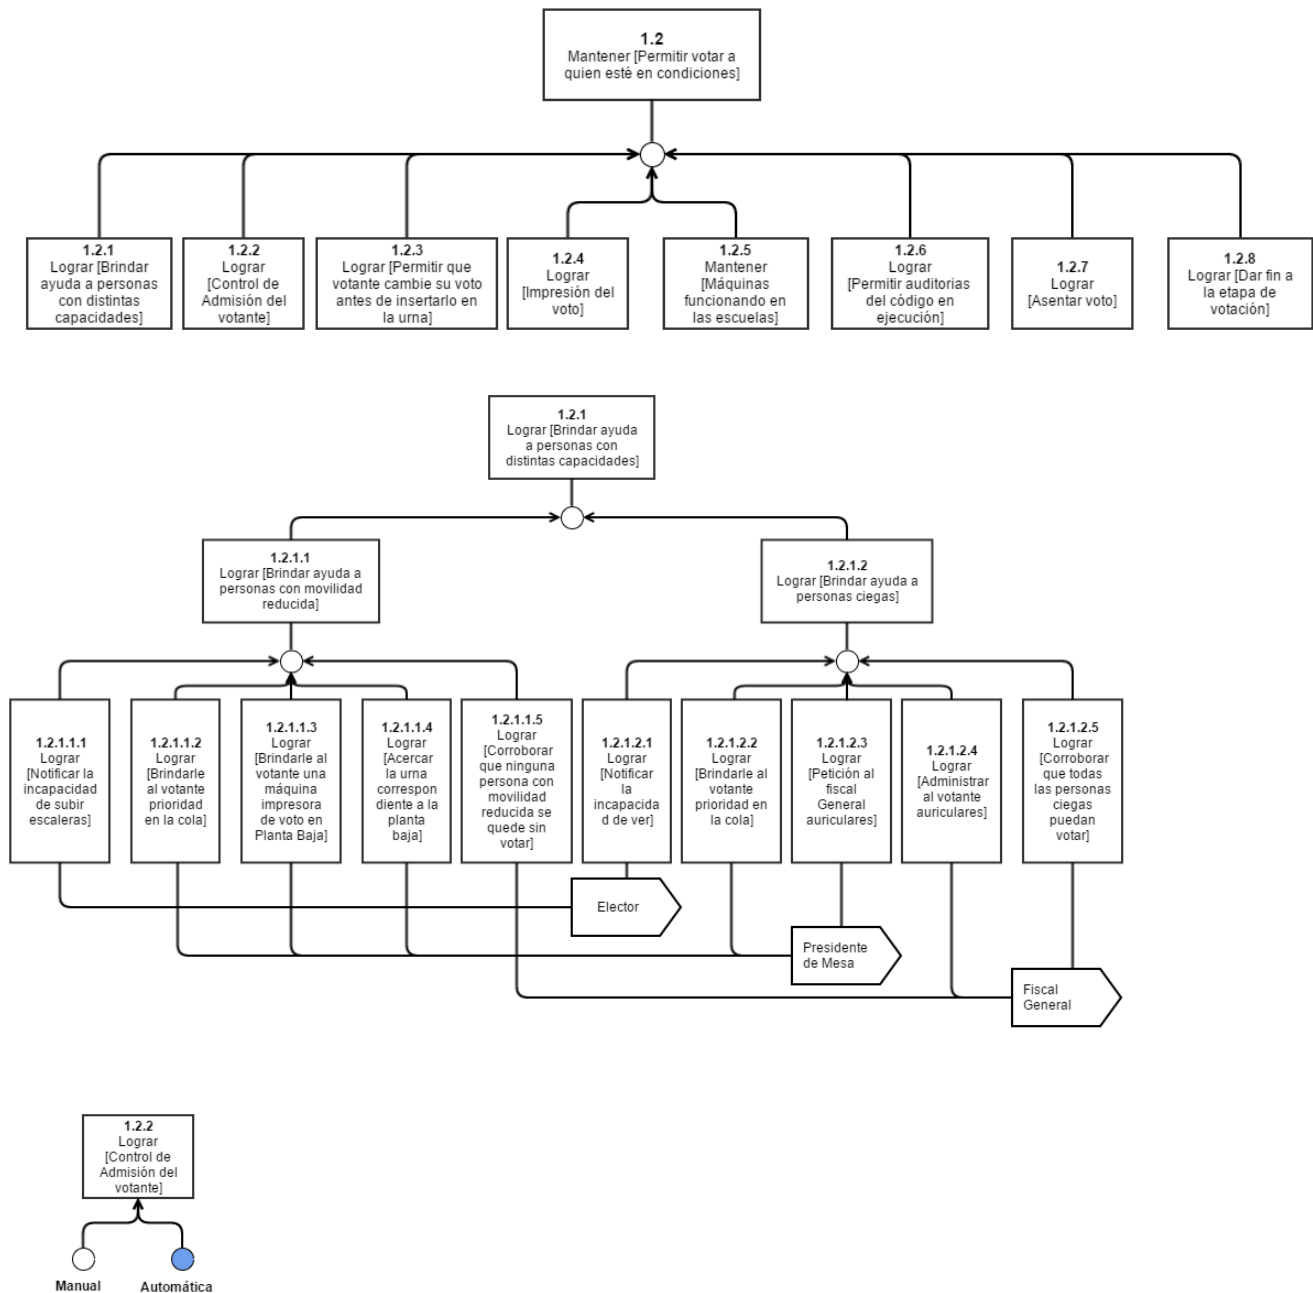 1.2
Mantener [Permitir votar a
quien esté en condiciones]
1.2.1
Lograr [Brindar
ayuda a personas
con distintas
capacidades]
1.2.2
Lograr
[Control de
Admisión del
votante]
1.2.3
Lograr [Permitir que
votante cambie su voto
antes de insertarlo en
la urna]
1.2.4
Lograr
[Impresión del
voto]
1.2.5
Mantener
[Máquinas
funcionando en
las escuelas]
1.2.6
Lograr
[Permitir auditorias
del código en
ejecución]
1.2.7
Lograr
[Asentar voto]
1.2.8
Lograr [Dar fin a
la etapa de
votación]
1.2.1
Lograr [Brindar ayuda
a personas con
distintas capacidades]
1.2.1.1
Lograr [Brindar ayuda a
personas con movilidad
reducida]
1.2.1.2
Lograr [Brindar ayuda a
personas ciegas]
1.2.1.1.1
Lograr
[Notificar la
incapacidad
de subir
escaleras]
1.2.1.1.2
Lograr
[Brindarle al
votante
prioridad
en la cola]
1.2.1.1.3
Lograr
[Brindarle al
votante una
máquina
impresora
de voto en
Planta Baja]
1.2.1.1.4
Lograr
[Acercar
la urna
correspon
diente a la
planta
baja]
1.2.1.1.5
Lograr
[Corroborar
que ninguna
persona con
movilidad
reducida se
quede sin
votar]
1.2.1.2.1
Lograr
[Notificar
la
incapacida
d de ver]
1.2.1.2.2
Lograr
[Brindarle al
votante
prioridad en
la cola]
1.2.1.2.3
Lograr
[Petición al
fiscal
General
auriculares]
1.2.1.2.4
Lograr
[Administrar
al votante
auriculares]
1.2.1.2.5
Lograr
[Corroborar
que todas
las personas
ciegas
puedan
votar]
Elector
Presidente
de Mesa
Fiscal
General
1.2.2
Lograr
[Control de
Admisión del
votante]
Manual
Automática